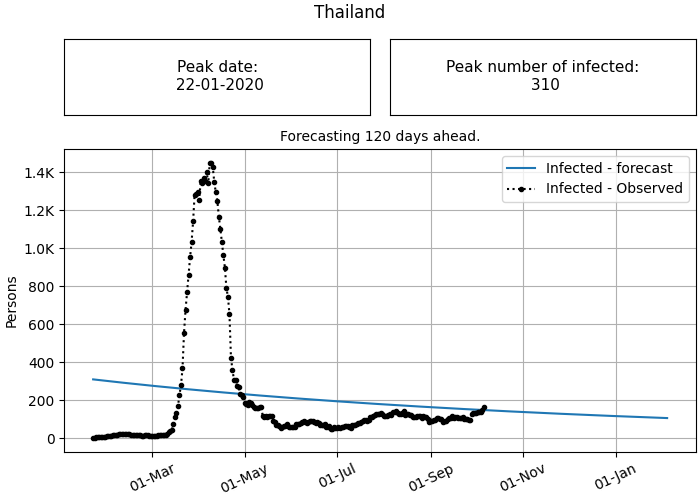 Thailand
Peak date:
22-01-2020
Peak number of infected:
310
Forecasting 120 days ahead.
Infected - forecast
Infected - Observed
Persons
1.4K
1.2K
1.0K
800
600
400
200
0
01-Mar
01-May
01-Jul
01-Sep
01-Nov
01-Jan